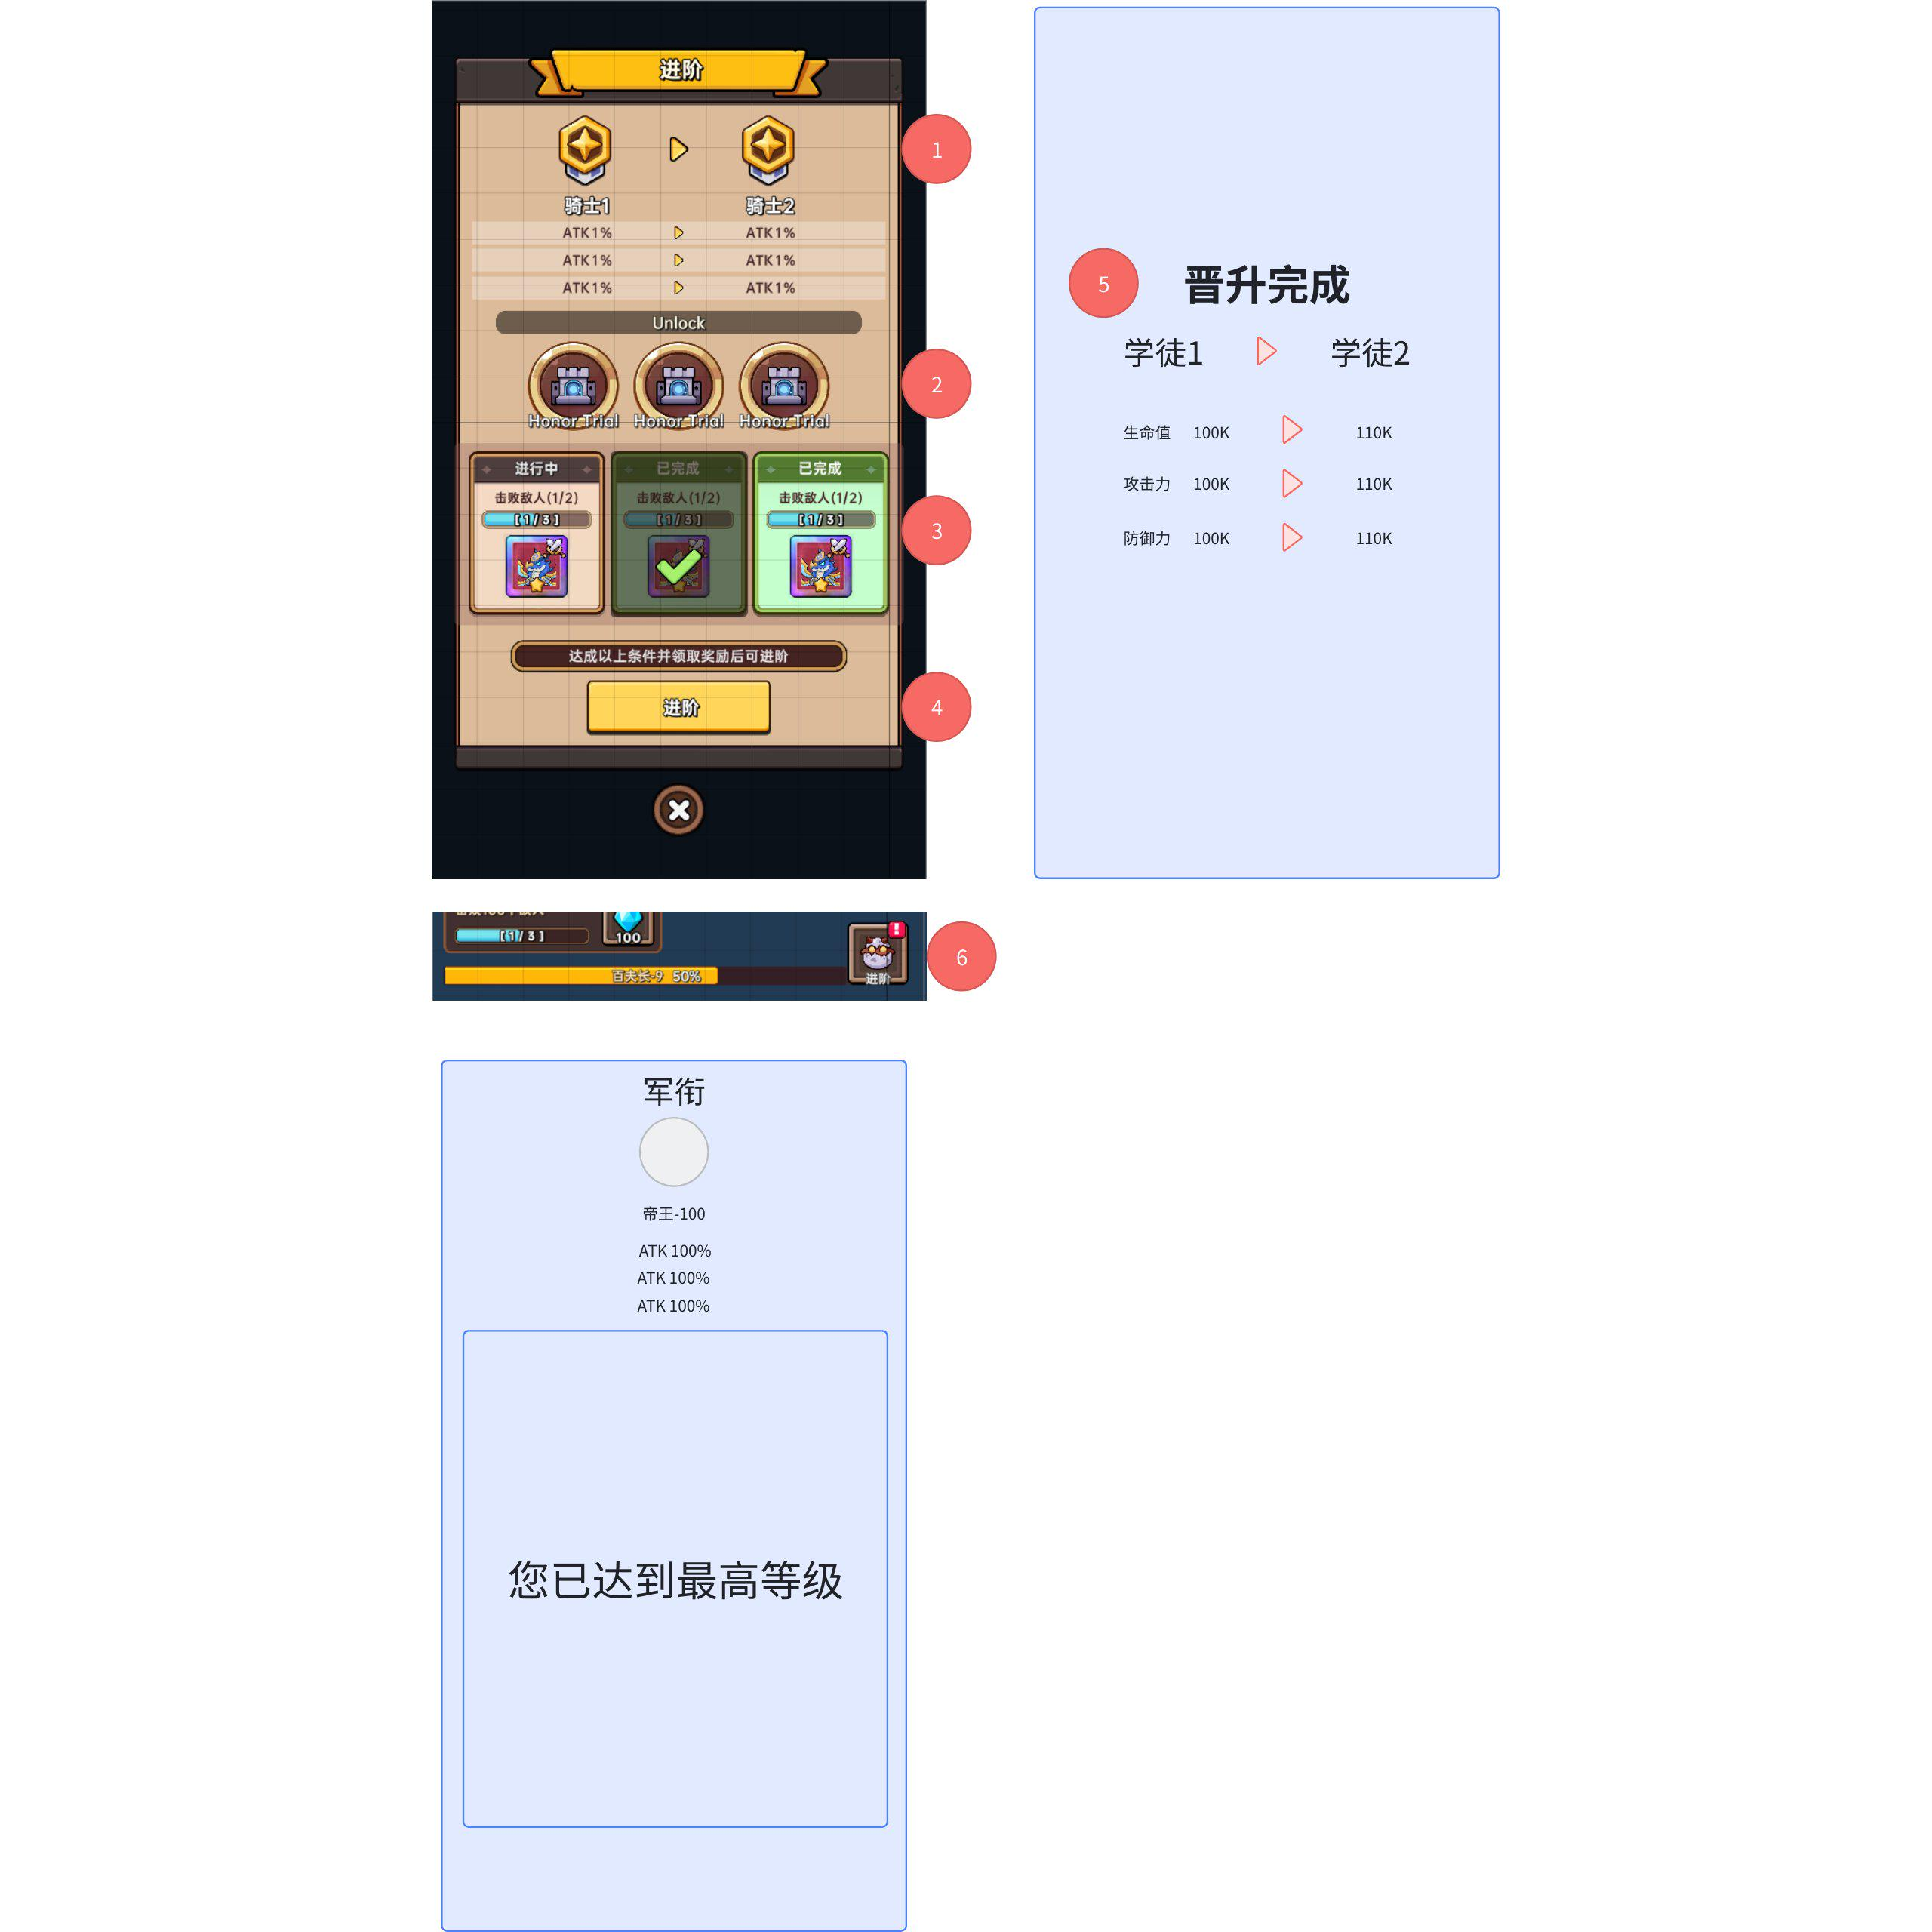 进阶
1
骑士1
骑士2
ATK1%
ATK1%
ATK1%
ATK1%
ATK1%
ATK1%
Unlock
2
Honor Trial
Honor Trial
Honor Trial
进行中
已完成
已完成
击败敌人(1/2)
击败敌人(1/2)
击败敌人(1/2)
[1/3]
[1/3]
[1/3]
3
达成以上条件并领取奖励后可进阶
进阶
4
5
晋升完成
学徒1
学徒2
生命值 100K
110K
攻击力 100K
110K
防御力 100K
110K
[1/3]
100
百夫长-9 50%
!
进阶
6
军衔
帝王-100
ATK 100%
ATK 100%
ATK 100%
您已达到最高等级